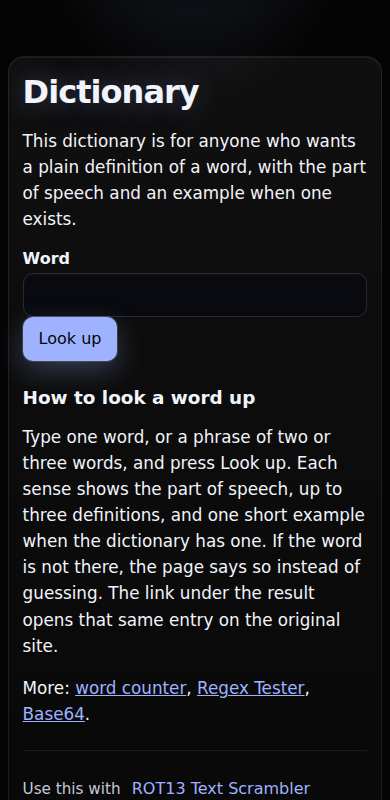 Dictionary
This dictionary is for anyone who wants
a plain definition of a word, with the part
of speech and an example when one
exists.
Word
Look up
How to look a word up
Type one word, or a phrase of two or
three words, and press Look up. Each
sense shows the part of speech, up to
three definitions, and one short example
when the dictionary has one. If the word
is not there, the page says so instead of
guessing. The link under the result
opens that same entry on the original
site.
More: word counter, Regex Tester,
Base64.
Use this with ROT13 Text Scrambler